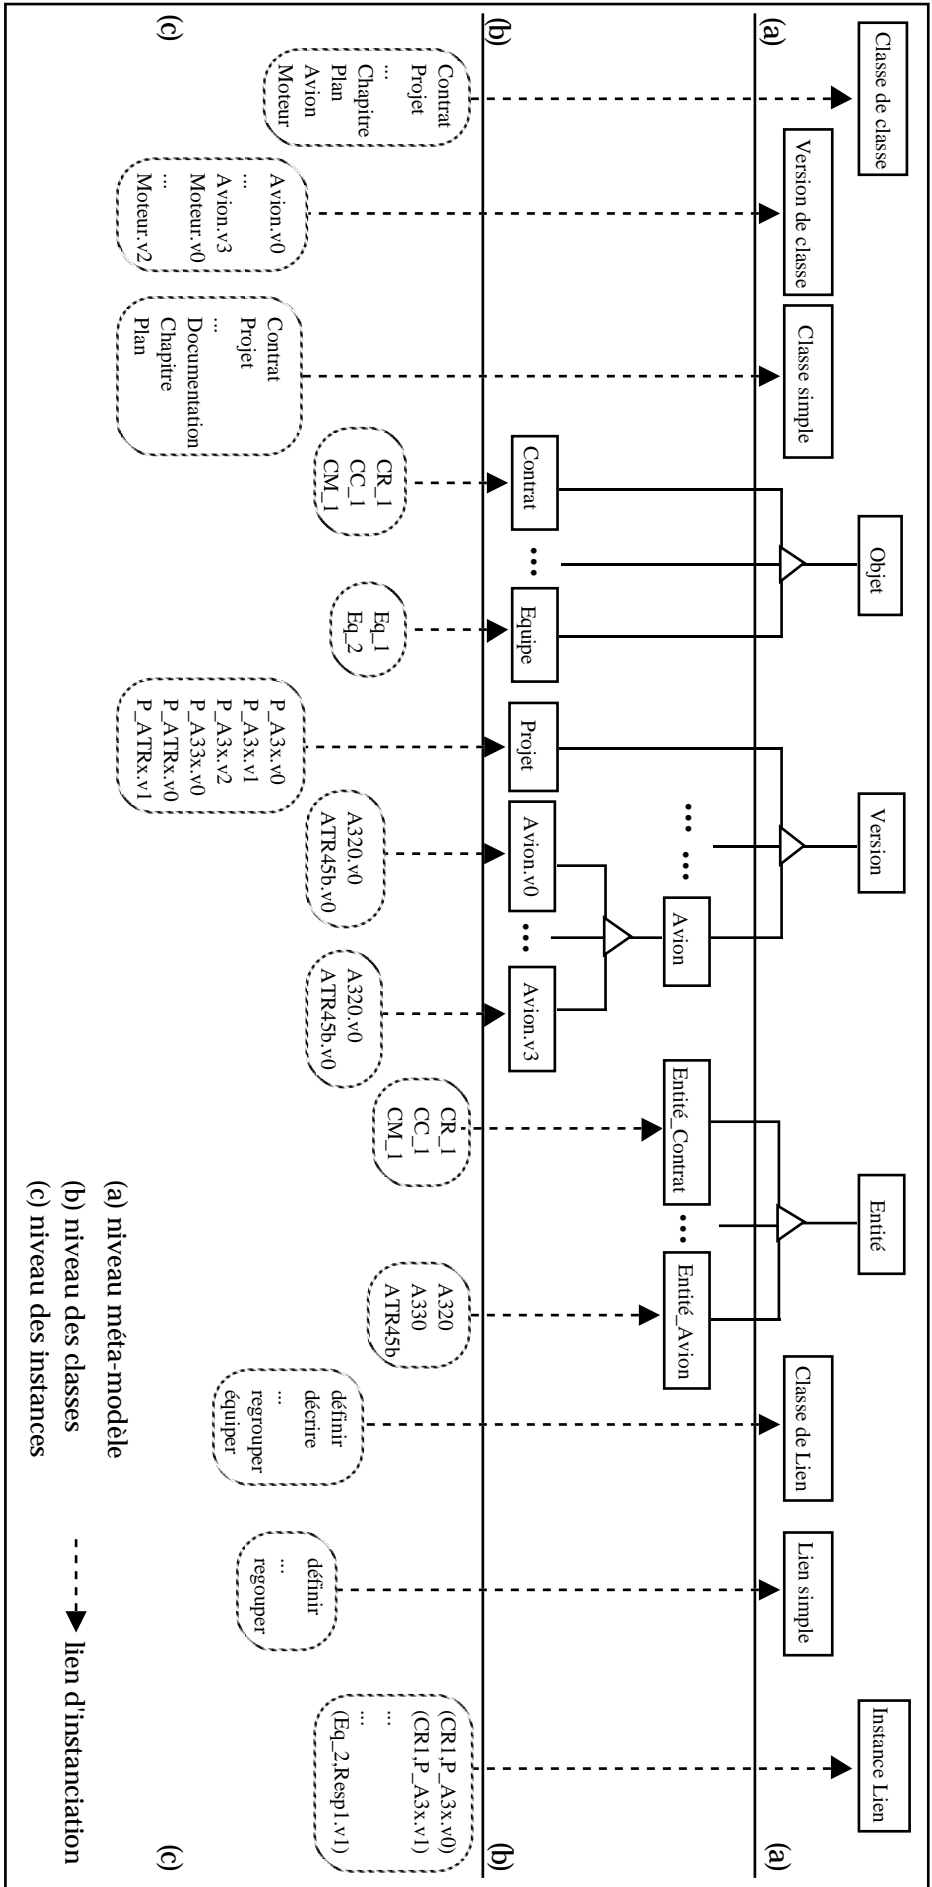 (a)
Classe de classe
Version de classe
Classe simple
Objet
Version
Entité
Classe de Lien
Lien simple
Instance Lien
(a)
...
...
Avion
Entité_Contrat
...
Entité_Avion
(b)
Contrat
...
Equipe
Projet
Avion.v0
...
Avion.v3
(b)
Contrat
Projet
...
Chapitre
Plan
Avion
Moteur
Avion.v0
...
Avion.v3
Moteur.v0
...
Moteur.v2
Contrat
Projet
...
Documentation
Chapitre
Plan
CR_1
CC_1
CM_1
Eq_1
Eq_2
P_A3x.v0
P_A3x.v1
P_A3x.v2
P_A33x.v0
P_ATRx.v0
P_ATRx.v1
A320.v0
ATR45b.v0
A320.v0
ATR45b.v0
CR_1
CC_1
CM_1
A320
A330
ATR45b
définir
décrire
...
regrouper
équiper
définir
...
regouper
(CR1,P_A3x.v0)
(CR1,P_A3x.v1)
...
(Eq_2,Resp1.v1)
(c)
(c)
(a) niveau méta-modèle
(b) niveau des classes
(c) niveau des instances
lien d'instanciation